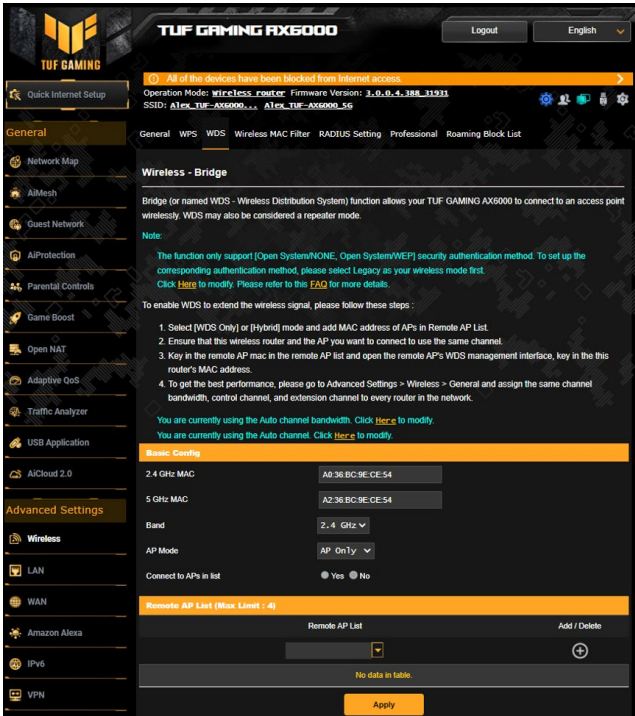 TUF GAMING AX6000
Logout
English
TUF GAMING
Quick Internet Setup
All of the devices have been blocked from Internet access.
Operation Mode: Wireless router Firmware Version: 3.0.0.4.388_31931
SSID: Alex_TUF-AX6000... Alex_TUF-AX6000_5G
General
Network Map
AiMesh
Guest Network
AiProtection
Parental Controls
Game Boost
Open NAT
Adaptive QoS
Traffic Analyzer
USB Application
AiCloud 2.0
Advanced Settings
Wireless
LAN
WAN
Amazon Alexa
IPv6
VPN
General WPS WDS Wireless MAC Filter RADIUS Setting Professional Roaming Block List
Wireless - Bridge
Bridge (or named WDS - Wireless Distribution System) function allows your TUF GAMING AX6000 to connect to an access point
wirelessly. WDS may also be considered a repeater mode.
Note:
The function only support [Open System/NONE, Open System/WEP] security authentication method. To set up the
corresponding authentication method, please select Legacy as your wireless mode first.
Click Here to modify. Please refer to this FAQ for more details.
To enable WDS to extend the wireless signal, please follow these steps :
1. Select [WDS Only] or [Hybrid] mode and add MAC address of APs in Remote AP List.
2. Ensure that this wireless router and the AP you want to connect to use the same channel.
3. Key in the remote AP mac in the remote AP list and open the remote AP's WDS management interface, key in the this
router's MAC address.
4. To get the best performance, please go to Advanced Settings > Wireless > General and assign the same channel
bandwidth, control channel, and extension channel to every router in the network.
You are currently using the Auto channel bandwidth. Click Here to modify.
You are currently using the Auto channel. Click Here to modify.
Basic Config
2.4 GHz MAC A0:36:BC:9E:CE:54
5 GHz MAC A2:36:BC:9E:CE:54
Band 2.4 GHz
AP Mode AP Only
Connect to APs in list Yes No
Remote AP List (Max Limit : 4)
Remote AP List Add / Delete
No data in table.
Apply